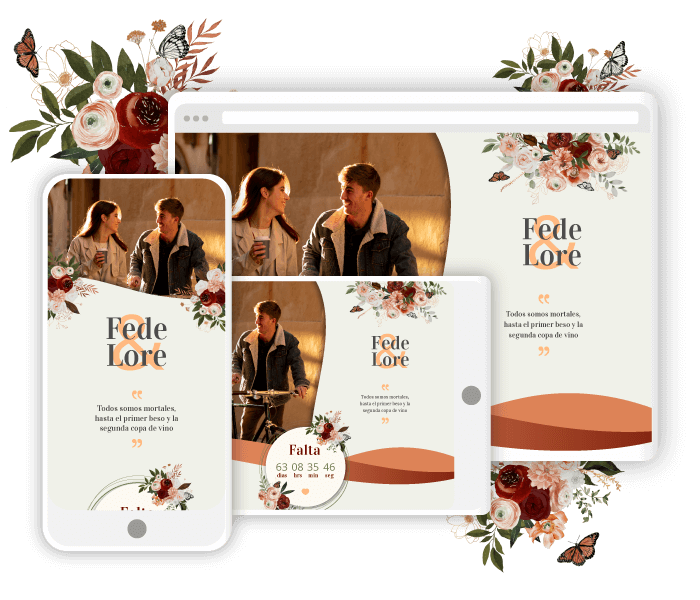 Fede
&
Lore
"
Todos somos mortales,
hasta el primer beso y la
segunda copa de vino
"
Fede
&
Lore
"
Todos somos mortales,
hasta el primer beso y la
segunda copa de vino
"
Falta
Fede
&
Lore
"
Todos somos mortales,
hasta el primer beso y la
segunda copa de vino
"
Falta
63 08 35 46
días hrs min seg